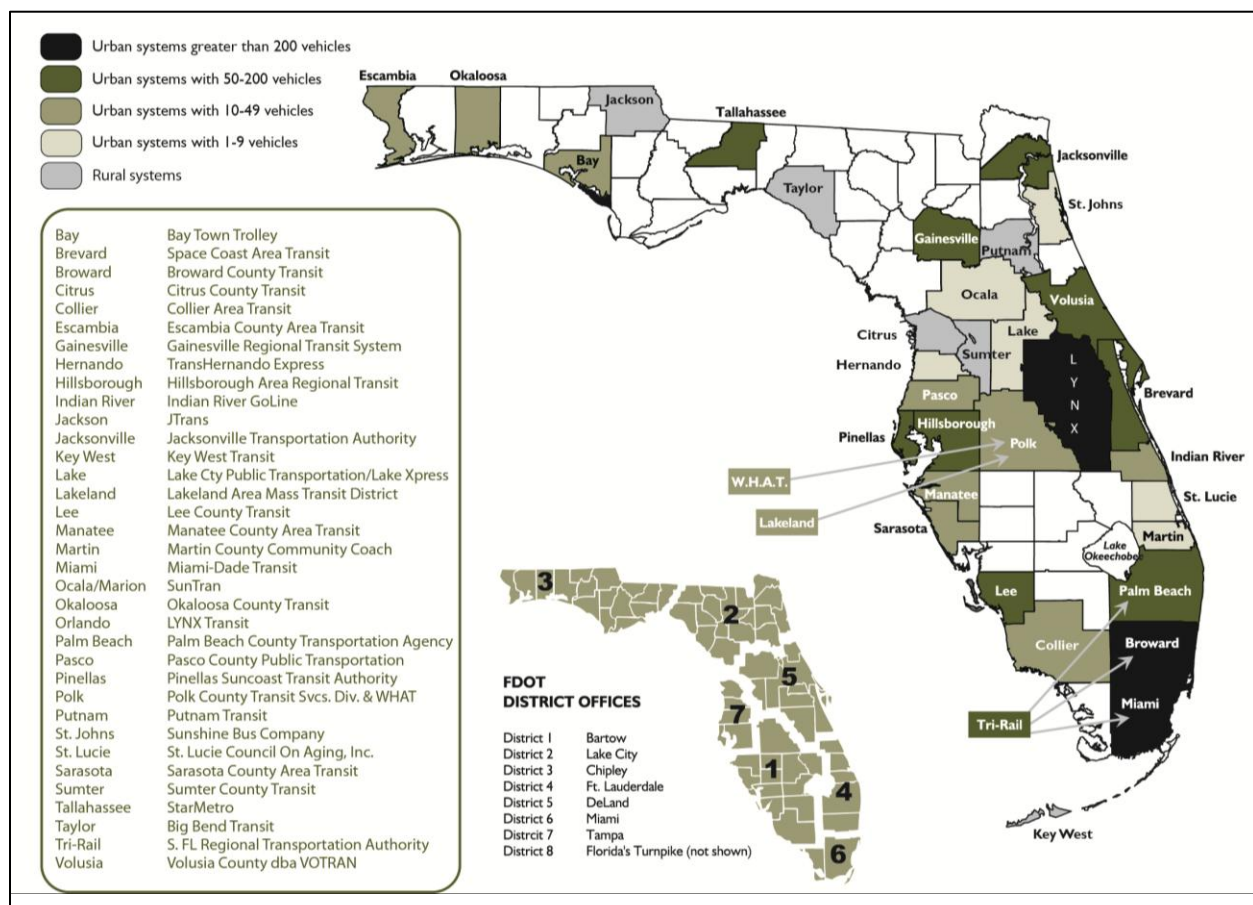 Urban systems greater than 200 vehicles
Urban systems with 50-200 vehicles
Urban systems with 10-49 vehicles
Urban systems with 1-9 vehicles
Rural systems
Escambia
Okaloosa
Jackson
Tallahassee
Bay
Taylor
Jacksonville
St. Johns
Gainesville
Putnam
Ocala
Volusia
Citrus
Lake
Sumter
Hernando
LYNX
Pasco
Brevard
Hillsborough
Pinellas
Polk
Indian River
W.H.A.T.
Manatee
St. Lucie
Lakeland
Sarasota
Martin
Lake
Okeechobee
Lee
Palm Beach
Collier
Broward
Miami
Tri-Rail
Key West
Bay Bay Town Trolley
Brevard Space Coast Area Transit
Broward Broward County Transit
Citrus Citrus County Transit
Collier Collier Area Transit
Escambia Escambia County Area Transit
Gainesville Gainesville Regional Transit System
Hernando TransHernando Express
Hillsborough Hillsborough Area Regional Transit
Indian River Indian River GoLine
Jackson JTrans
Jacksonville Jacksonville Transportation Authority
Key West Key West Transit
Lake Lake Cty Public Transportation/Lake Xpress
Lakeland Lakeland Area Mass Transit District
Lee Lee County Transit
Manatee Manatee County Area Transit
Martin Martin County Community Coach
Miami Miami-Dade Transit
Ocala/Marion SunTran
Okaloosa Okaloosa County Transit
Orlando LYNX Transit
Palm Beach Palm Beach County Transportation Agency
Pasco Pasco County Public Transportation
Pinellas Pinellas Suncoast Transit Authority
Polk Polk County Transit Svcs. Div. & WHAT
Putnam Putnam Transit
St. Johns Sunshine Bus Company
St. Lucie St. Lucie Council On Aging, Inc.
Sarasota Sarasota County Area Transit
Sumter Sumter County Transit
Tallahassee StarMetro
Taylor Big Bend Transit
Tri-Rail S. FL Regional Transportation Authority
Volusia Volusia County dba VOTRAN
3
2
5
7
1
4
6
FDOT
DISTRICT OFFICES
District 1 Bartow
District 2 Lake City
District 3 Chipley
District 4 Ft. Lauderdale
District 5 DeLand
District 6 Miami
Distrcit 7 Tampa
District 8 Florida's Turnpike (not shown)